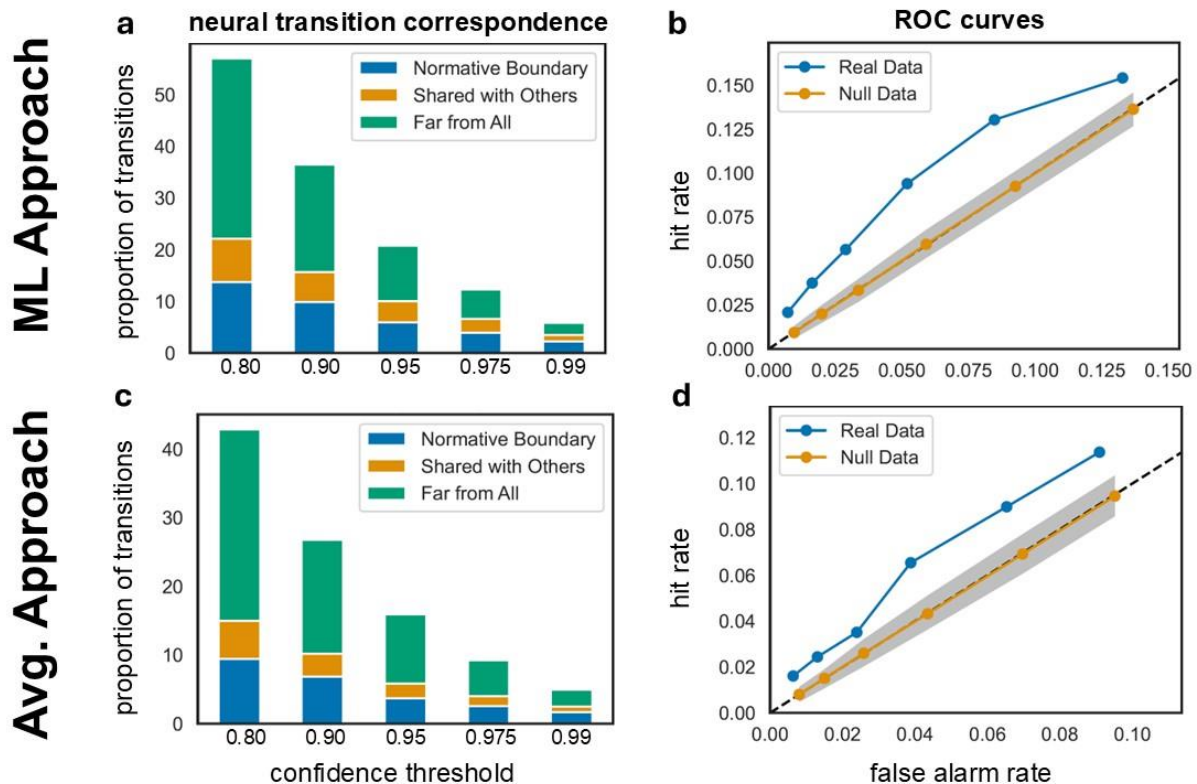 ML Approach
a
neural transition correspondence
proportion of transitions
50
40
30
20
10
0
Normative Boundary
Shared with Others
Far from All
0.80 0.90 0.95 0.975 0.99
b
ROC curves
hit rate
0.150
0.125
0.100
0.075
0.050
0.025
0.000
Real Data
Null Data
0.000 0.025 0.050 0.075 0.100 0.125 0.150
Avg. Approach
c
proportion of transitions
40
30
20
10
0
Normative Boundary
Shared with Others
Far from All
0.80 0.90 0.95 0.975 0.99
confidence threshold
d
hit rate
0.12
0.10
0.08
0.06
0.04
0.02
0.00
Real Data
Null Data
0.00 0.02 0.04 0.06 0.08 0.10
false alarm rate